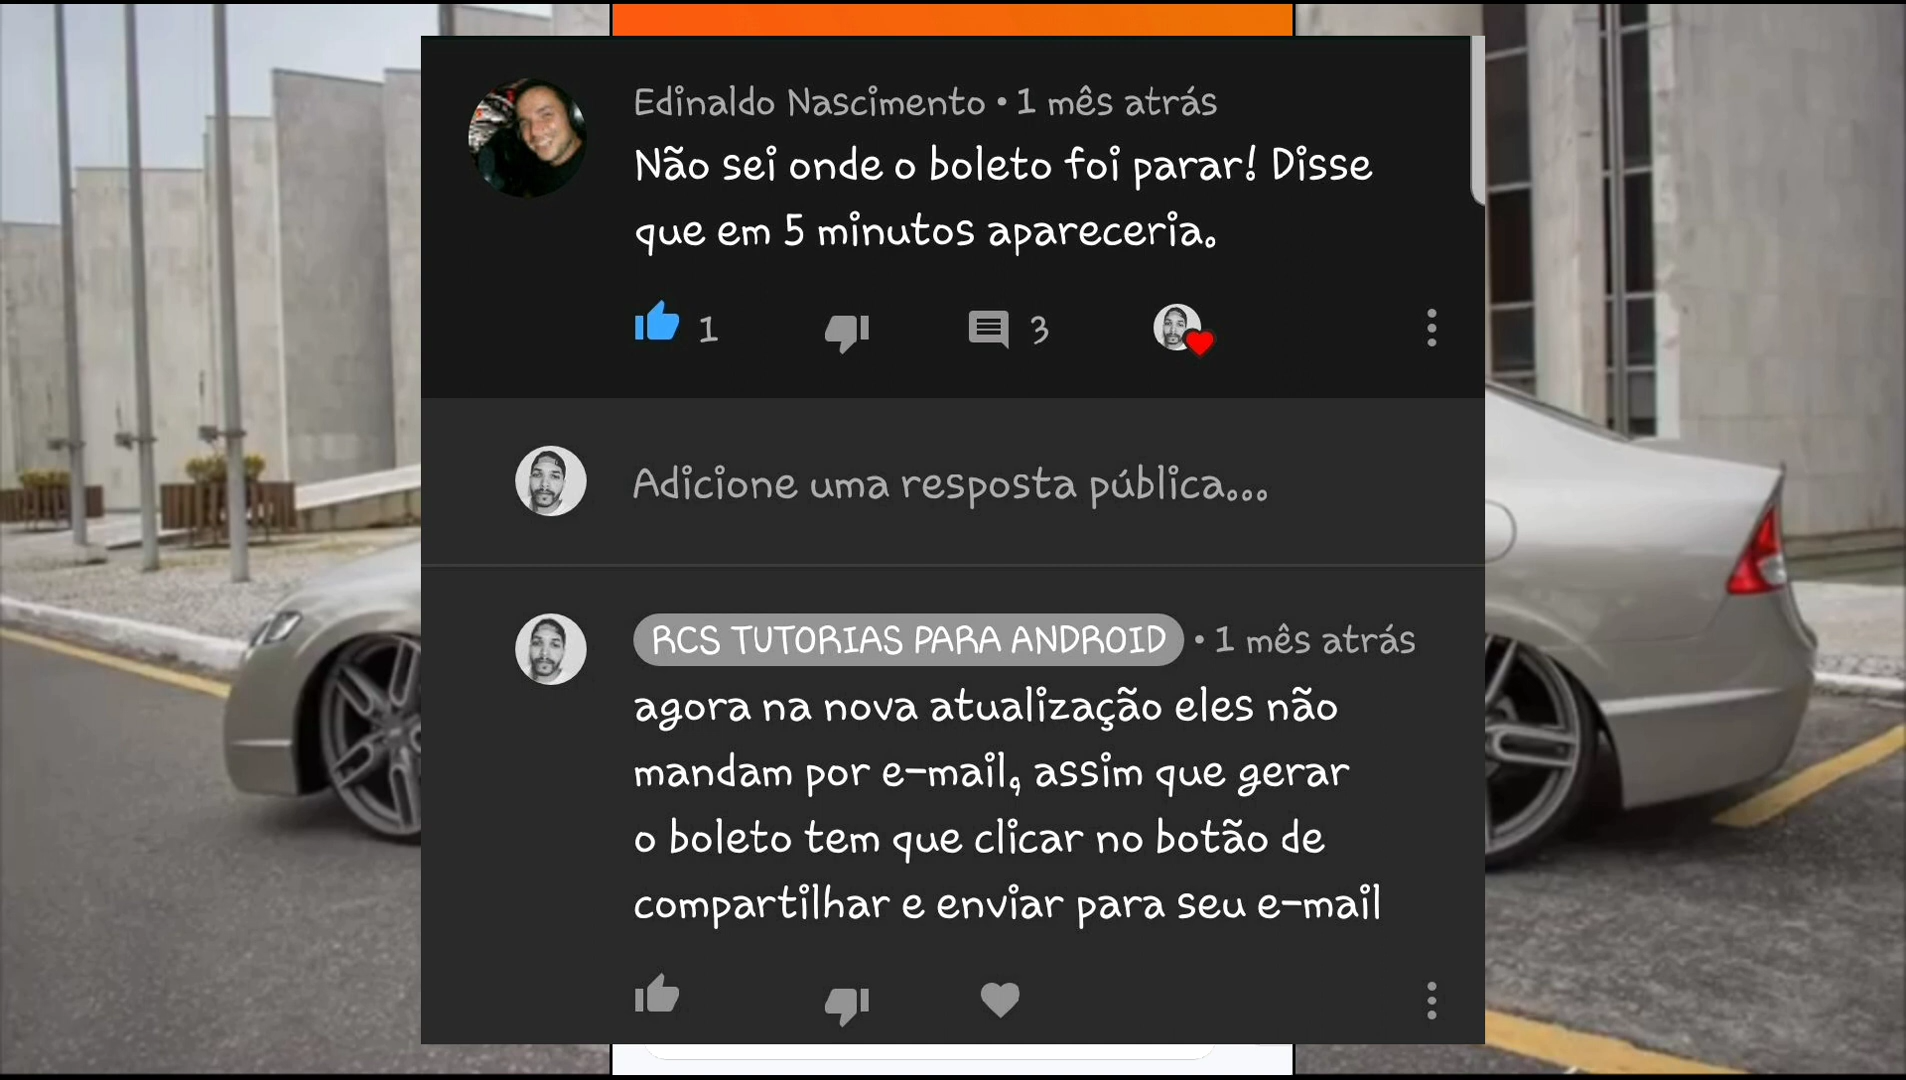 Edinaldo Nascimento • 1 mês atrás
Não sei onde o boleto foi parar! Disse
que em 5 minutos apareceria.
1 3
Adicione uma resposta pública...
RCS TUTORIAS PARA ANDROID • 1 mês atrás
agora na nova atualização eles não
mandam por e-mail, assim que gerar
o boleto tem que clicar no botão de
compartilhar e enviar para seu e-mail